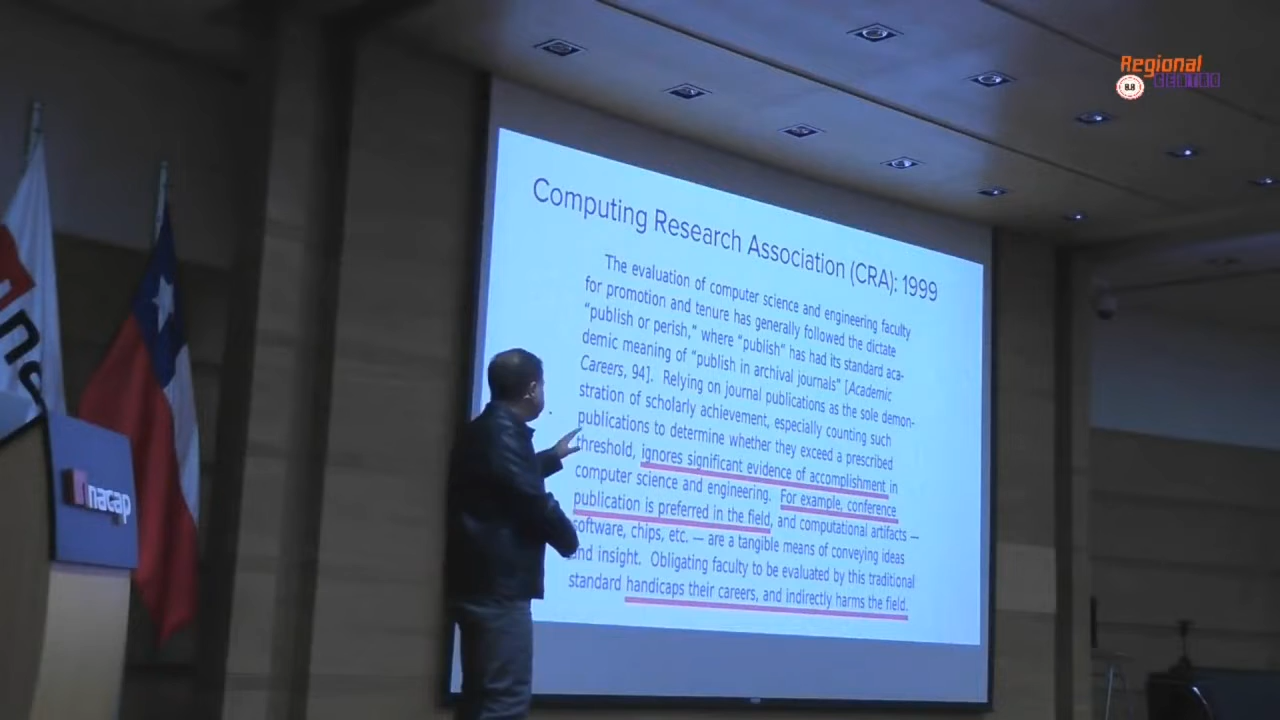 Regional
CENTRO
Computing Research Association (CRA): 1999
The evaluation of computer science and engineering faculty
for promotion and tenure has generally followed the dictate
“publish or perish,” where “publish” has had its standard aca-
demic meaning of “publish in archival journals” [Academic
Careers, 94]. Relying on journal publications as the sole demon-
stration of scholarly achievement, especially counting such
publications to determine whether they exceed a prescribed
threshold, ignores significant evidence of accomplishment in
computer science and engineering. For example, conference
publication is preferred in the field, and computational artifacts —
software, chips, etc. — are a tangible means of conveying ideas
and insight. Obligating faculty to be evaluated by this traditional
standard handicaps their careers, and indirectly harms the field.
inacap